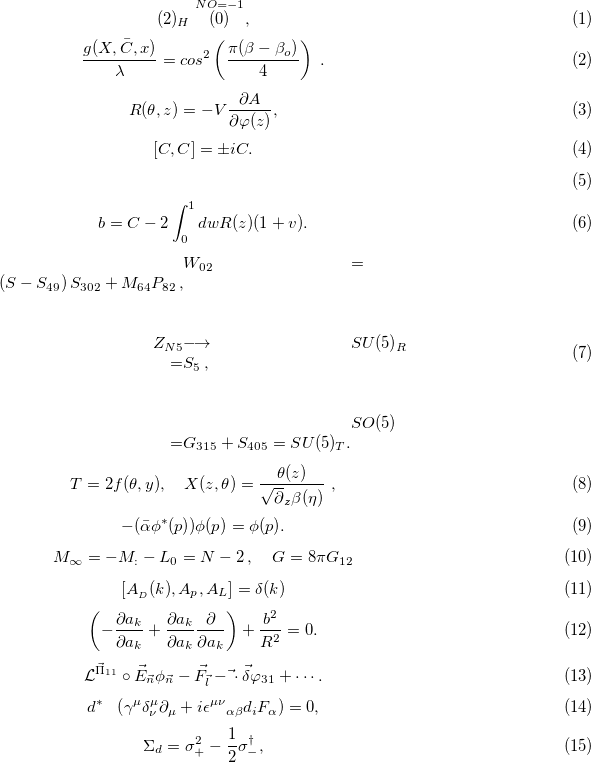 (2)_H \overset{NO=-1}{(0)} , (1)
\frac{g(X, \bar{C}, x)}{\lambda} = cos^2 \left( \frac{\pi(\beta - \beta_o)}{4} \right) . (2)
R(\theta, z) = -V \frac{\partial A}{\partial \varphi(z)} , (3)
[C, C] = \pm iC. (4)
(5)
b = C - 2 \int_0^1 dw R(z)(1 + v). (6)
W_{02} =
(S - S_{49}) S_{302} + M_{64} P_{82} ,
Z_{N5} \longrightarrow SU(5)_R (7)
= S_5 ,
SO(5)
= G_{315} + S_{405} = SU(5)_T .
T = 2f(\theta, y), X(z, \theta) = \frac{\theta(z)}{\sqrt{\partial}_z \beta(\eta)} , (8)
-(\bar{\alpha} \phi^*(p)) \phi(p) = \phi(p). (9)
M_\infty = -M_: - L_0 = N - 2 , G = 8\pi G_{12} (10)
[A_D(k), A_p, A_L] = \delta(k) (11)
\left( -\frac{\partial a_k}{\partial a_k} + \frac{\partial a_k}{\partial a_k} \frac{\partial}{\partial a_k} \right) + \frac{b^2}{R^2} = 0. (12)
\mathcal{L}^{\vec{\Pi}_{11}} \circ \vec{E}_{\vec{n}} \phi_{\vec{n}} - \vec{F}_{\vec{l}} - \vec{\cdot} \vec{\delta} \varphi_{31} + \cdots . (13)
d^* (\gamma^\mu \delta^\mu_\nu \partial_\mu + i \epsilon^{\mu\nu}{}_{\alpha\beta} d_i F_\alpha) = 0, (14)
\Sigma_d = \sigma_+^2 - \frac{1}{2} \sigma_-^\dagger , (15)